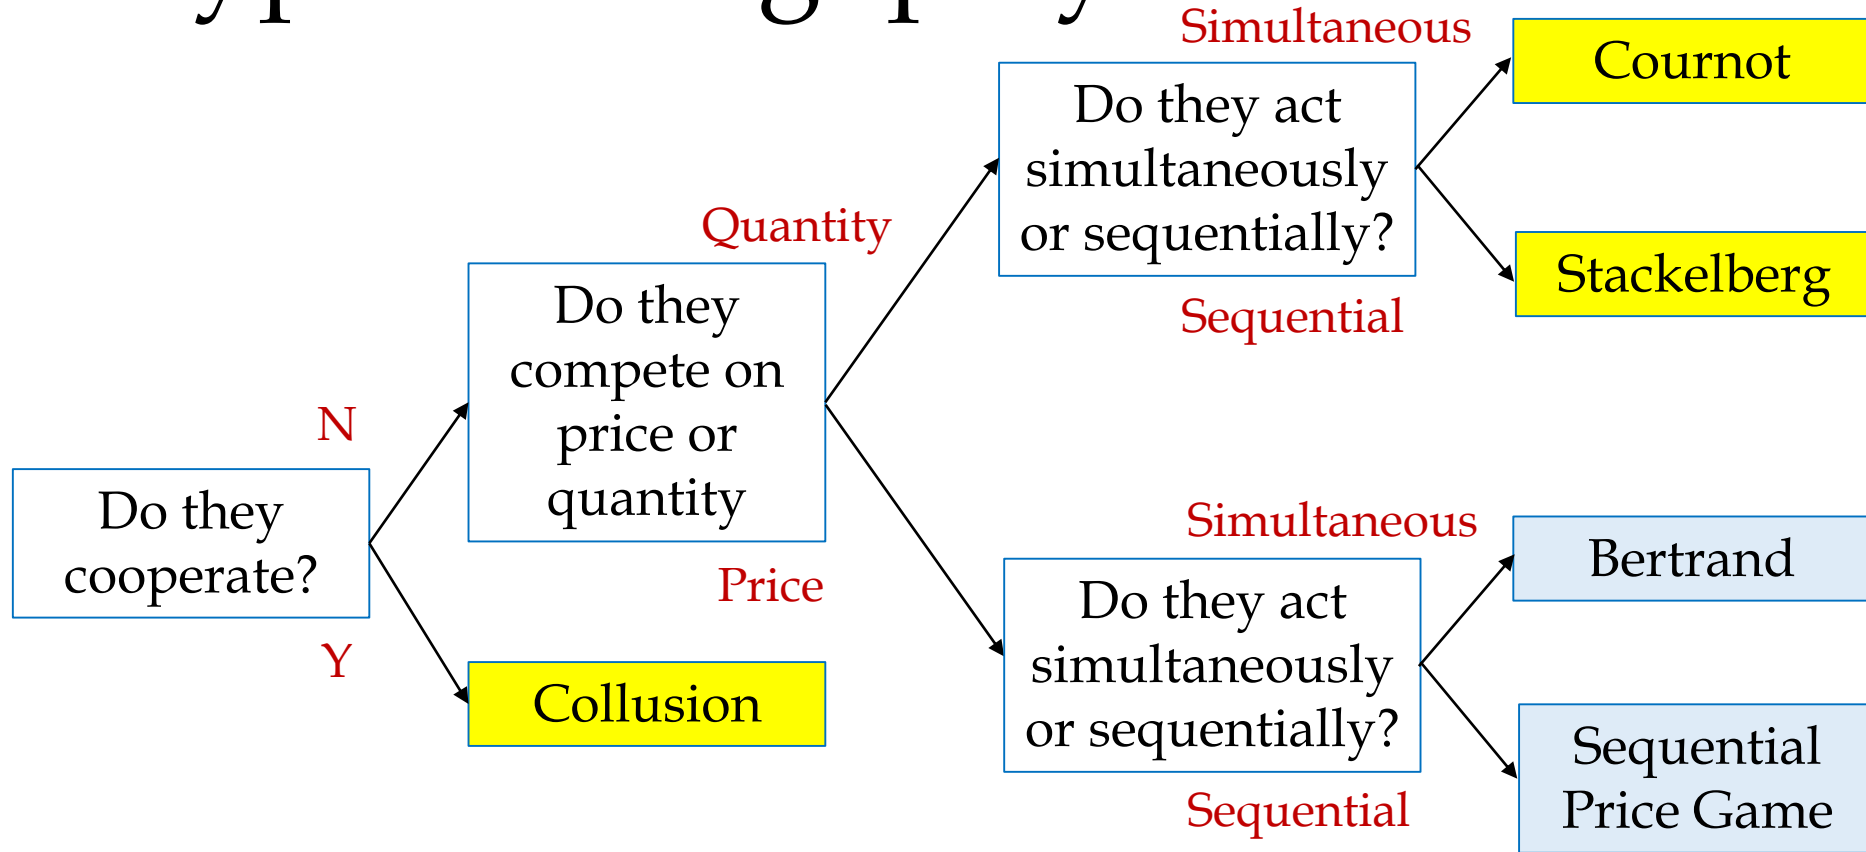 Simultaneous
Cournot
Do they act
simultaneously
or sequentially?
Quantity
Stackelberg
Sequential
Do they
compete on
price or
quantity
N
Do they
cooperate?
Simultaneous
Bertrand
Price
Do they act
simultaneously
or sequentially?
Y
Collusion
Sequential
Price Game
Sequential